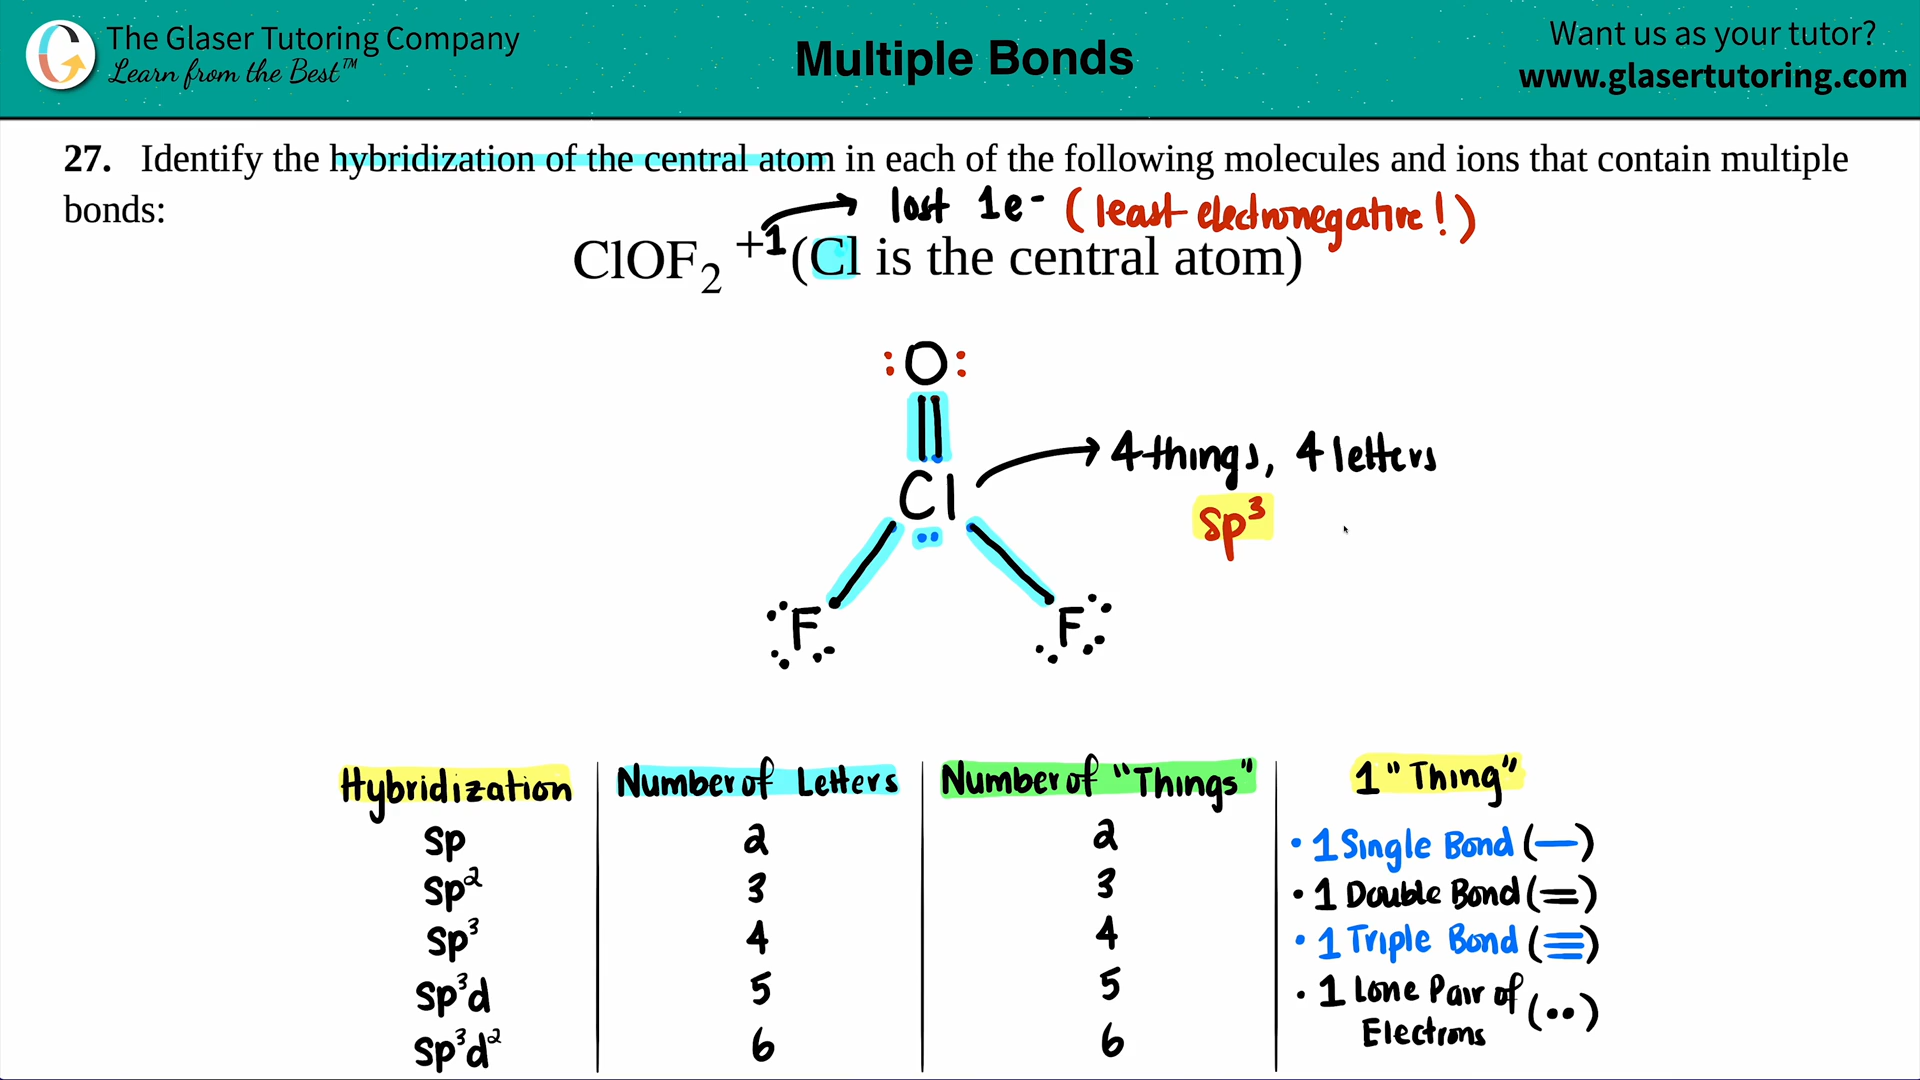 The Glaser Tutoring Company
Learn from the Best™
Multiple Bonds
Want us as your tutor?
www.glasertutoring.com
27. Identify the hybridization of the central atom in each of the following molecules and ions that contain multiple
bonds:
lost 1e- (least electronegative!)
ClOF₂ ⁺¹ (Cl is the central atom)
:O:
Cl
4 things, 4 letters
sp³
F
F
Hybridization | Number of Letters | Number of "Things" | 1 "Thing"
sp | 2 | 2 | • 1 Single Bond (—)
sp² | 3 | 3 | • 1 Double Bond (=)
sp³ | 4 | 4 | • 1 Triple Bond (≡)
sp³d | 5 | 5 | • 1 Lone Pair of Electrons (••)
sp³d² | 6 | 6